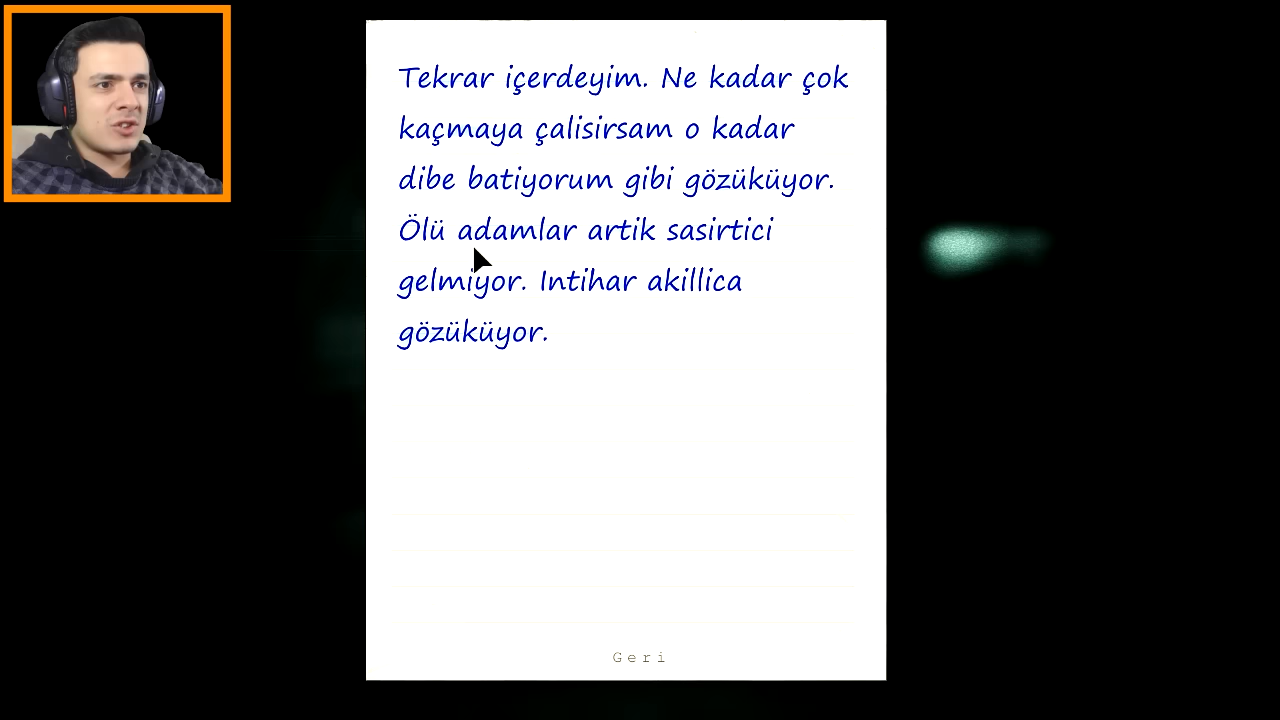 Tekrar içerdeyim. Ne kadar çok
kaçmaya çalisirsam o kadar
dibe batiyorum gibi gözüküyor.
Ölü adamlar artik sasirtici
gelmiyor. Intihar akillica
gözüküyor.
Geri